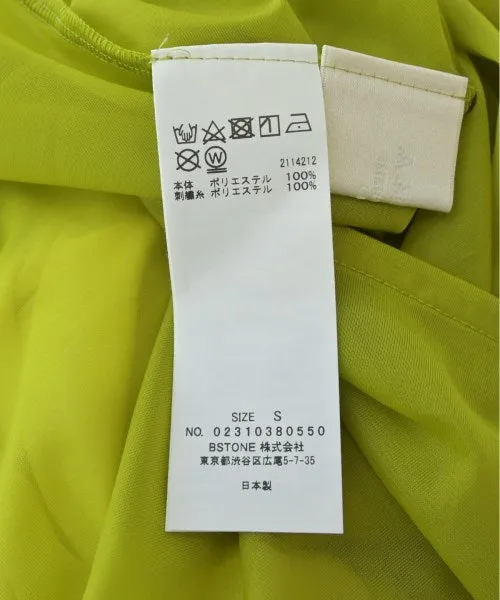 2114212
本体 ポリエステル 100%
刺繍糸 ポリエステル 100%
SIZE S
NO. 02310380550
BSTONE 株式会社
東京都渋谷区広尾5-7-35
日本製